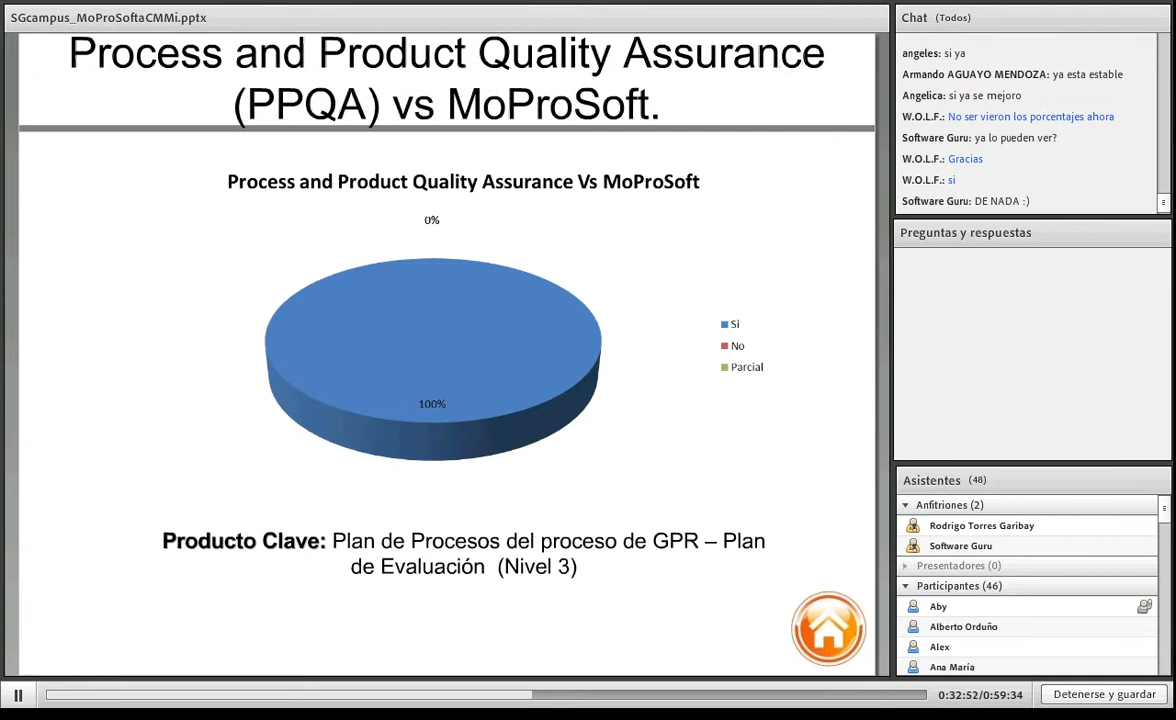 SGcampus_MoProSoftaCMMi.pptx
Process and Product Quality Assurance
(PPQA) vs MoProSoft.
Process and Product Quality Assurance Vs MoProSoft
0%
100%
Si
No
Parcial
Producto Clave: Plan de Procesos del proceso de GPR – Plan
de Evaluación (Nivel 3)
Chat (Todos)
angeles: si ya
Armando AGUAYO MENDOZA: ya esta estable
Angelica: si ya se mejoro
W.O.L.F.: No ser vieron los porcentajes ahora
Software Guru: ya lo pueden ver?
W.O.L.F.: Gracias
W.O.L.F.: si
Software Guru: DE NADA :)
Preguntas y respuestas
Asistentes (48)
Anfitriones (2)
Rodrigo Torres Garibay
Software Guru
Presentadores (0)
Participantes (46)
Aby
Alberto Orduño
Alex
Ana María
0:32:52/0:59:34
Detenerse y guardar